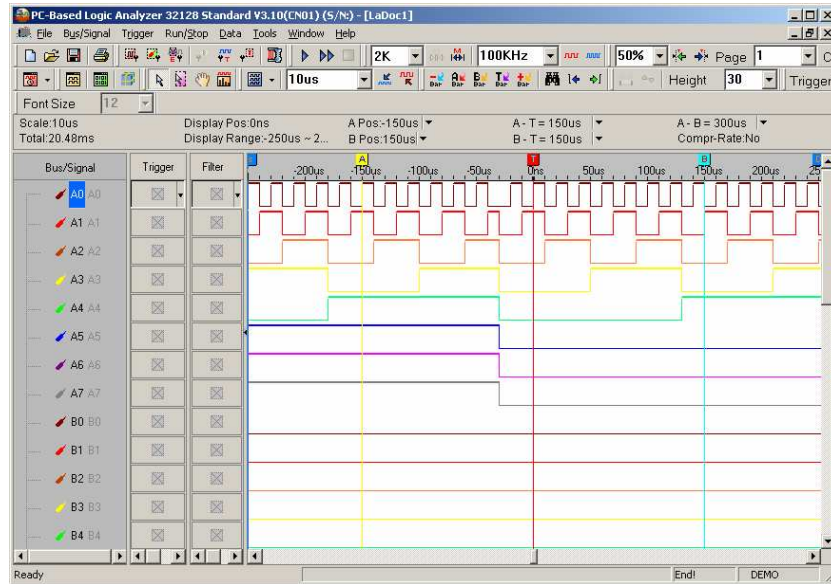 PC-Based Logic Analyzer 32128 Standard V3.10(CN01) (S/N:) - [LaDoc1]
File Bus/Signal Trigger Run/Stop Data Tools Window Help
2K 100KHz 50% Page 1
10us Height 30 Trigger
Font Size 12
Scale:10us Display Pos:0ns A Pos:-150us A - T = 150us A - B = 300us
Total:20.48ms Display Range:-250us ~ 2... B Pos:150us B - T = 150us Compr-Rate:No
Bus/Signal Trigger Filter A T B
-200us -150us -100us -50us 0ns 50us 100us 150us 200us 25
A0 A0
A1 A1
A2 A2
A3 A3
A4 A4
A5 A5
A6 A6
A7 A7
B0 B0
B1 B1
B2 B2
B3 B3
B4 B4
Ready End! DEMO